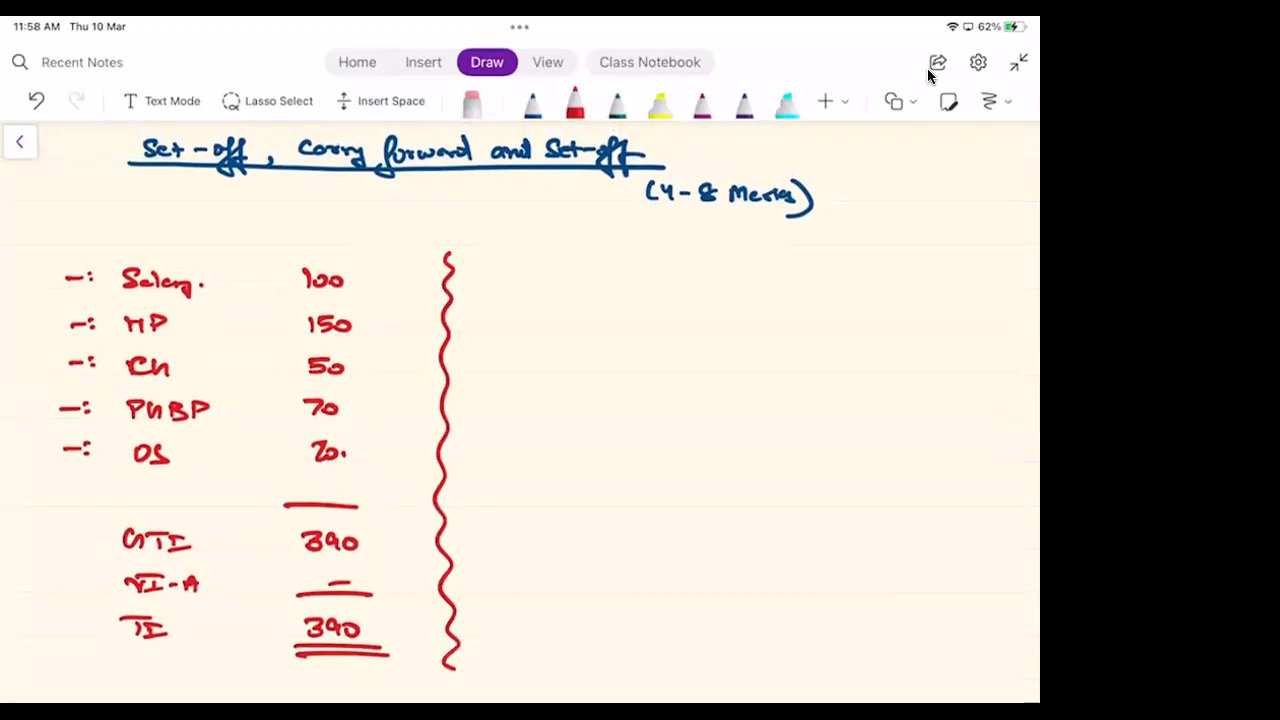 11:58 AM Thu 10 Mar 62%
Recent Notes Home Insert Draw View Class Notebook
Text Mode Lasso Select Insert Space
Set-off, Carry forward and Set-off
(4-8 Marks)
-: Salary. 100
-: HP 150
-: CG 50
-: PGBP 70
-: OS 20.
GTI 390
VI-A -
TI 390